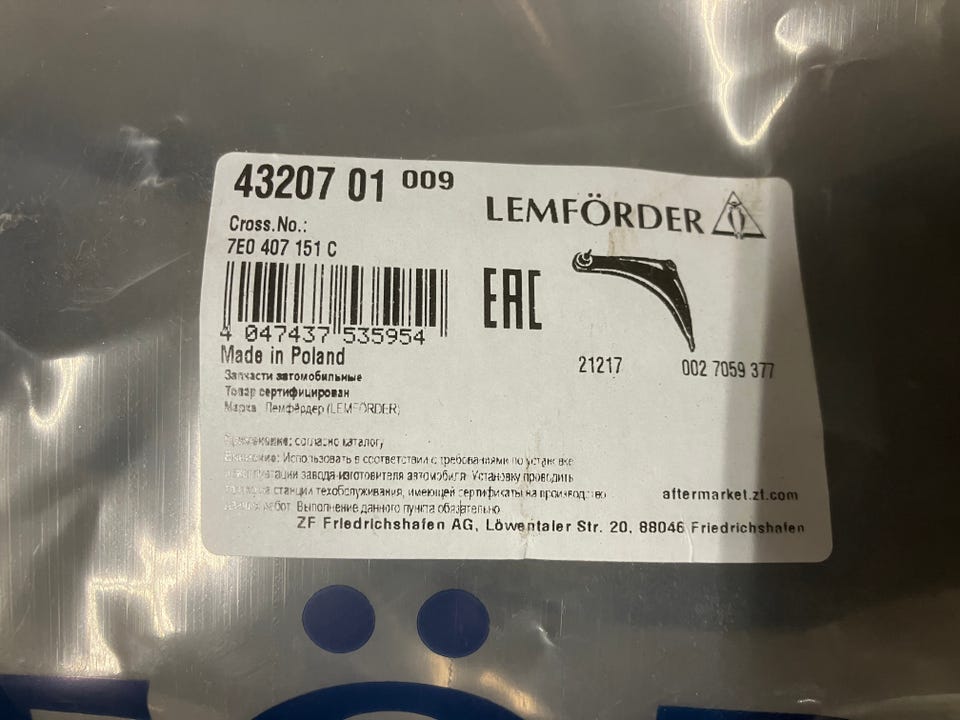 43207 01 009
LEMFÖRDER
Cross.No.:
7E0 407 151 C
EAC
4 047437 535954
Made in Poland
21217
002 7059 377
Запчасти автомобильные
Товар сертифицирован
Марка Лемфёрдер (LEMFÖRDER)
согласно каталогу
Использовать в соответствии с требованиями по установке
завода-изготовителя автомобиля. Установку проводить
станции техобслуживания, имеющей сертификаты на производство
работ Выполнение данного пункта обязательно
aftermarket.zf.com
ZF Friedrichshafen AG, Löwentaler Str. 20, 88046 Friedrichshafen